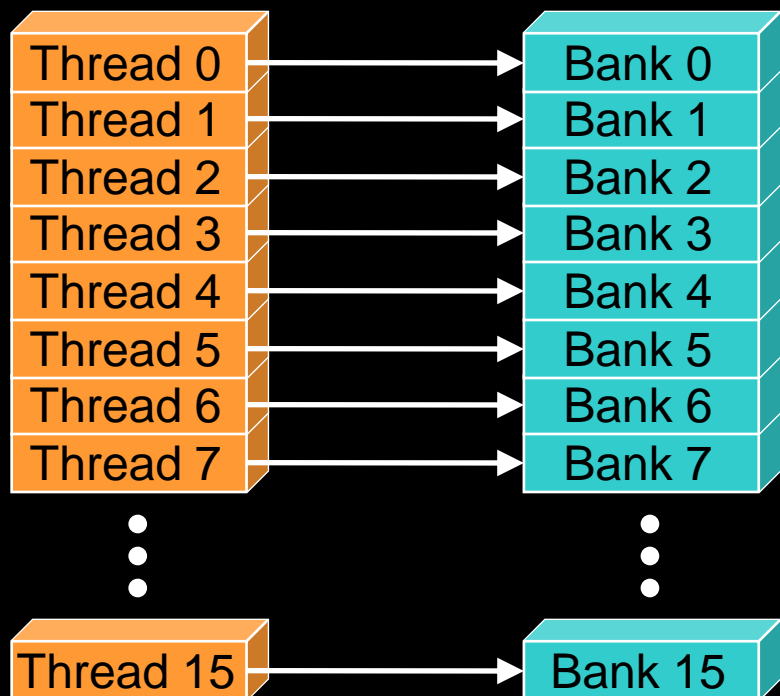 Thread 0
Thread 1
Thread 2
Thread 3
Thread 4
Thread 5
Thread 6
Thread 7
Thread 15
Bank 0
Bank 1
Bank 2
Bank 3
Bank 4
Bank 5
Bank 6
Bank 7
Bank 15